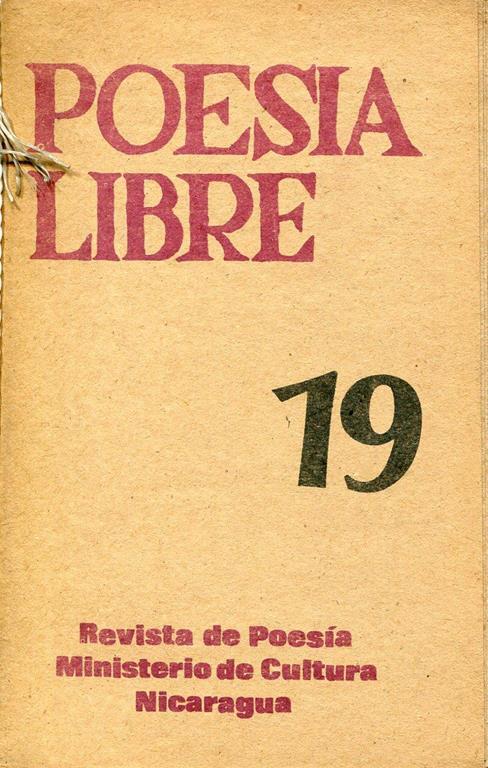 POESIA
LIBRE
19
Revista de Poesía
Ministerio de Cultura
Nicaragua